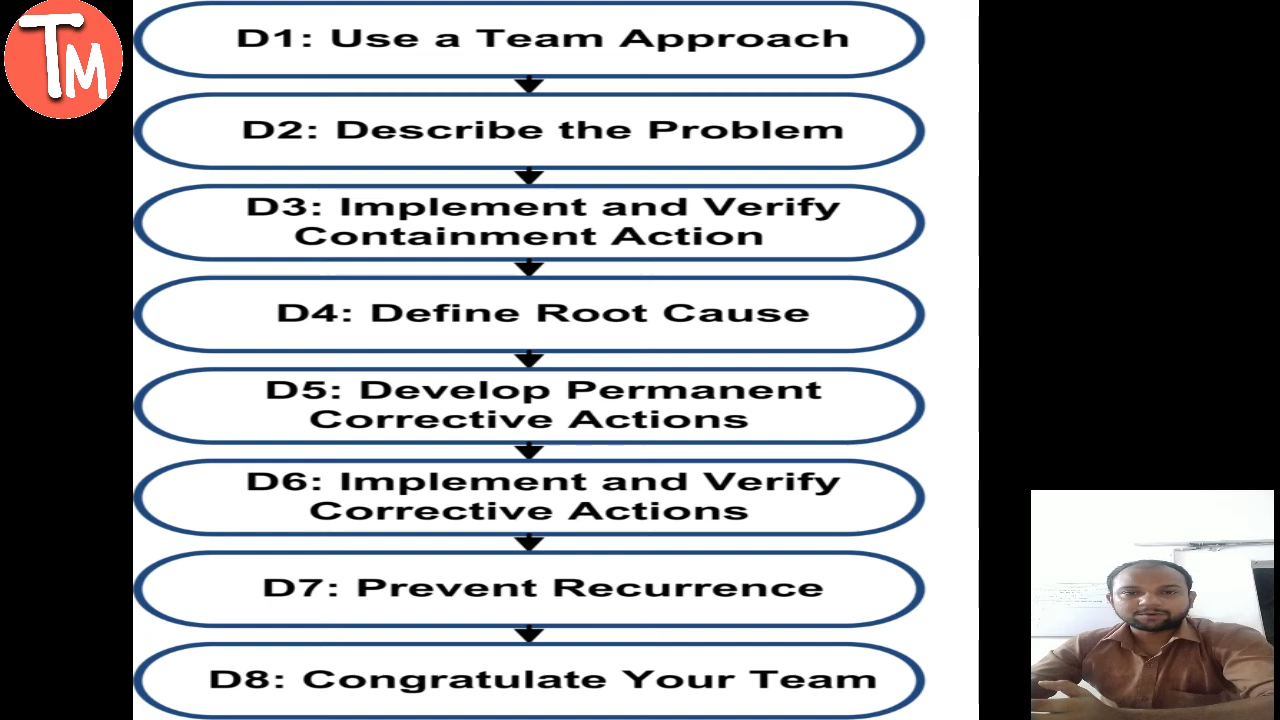 TM
D1: Use a Team Approach
D2: Describe the Problem
D3: Implement and Verify
Containment Action
D4: Define Root Cause
D5: Develop Permanent
Corrective Actions
D6: Implement and Verify
Corrective Actions
D7: Prevent Recurrence
D8: Congratulate Your Team